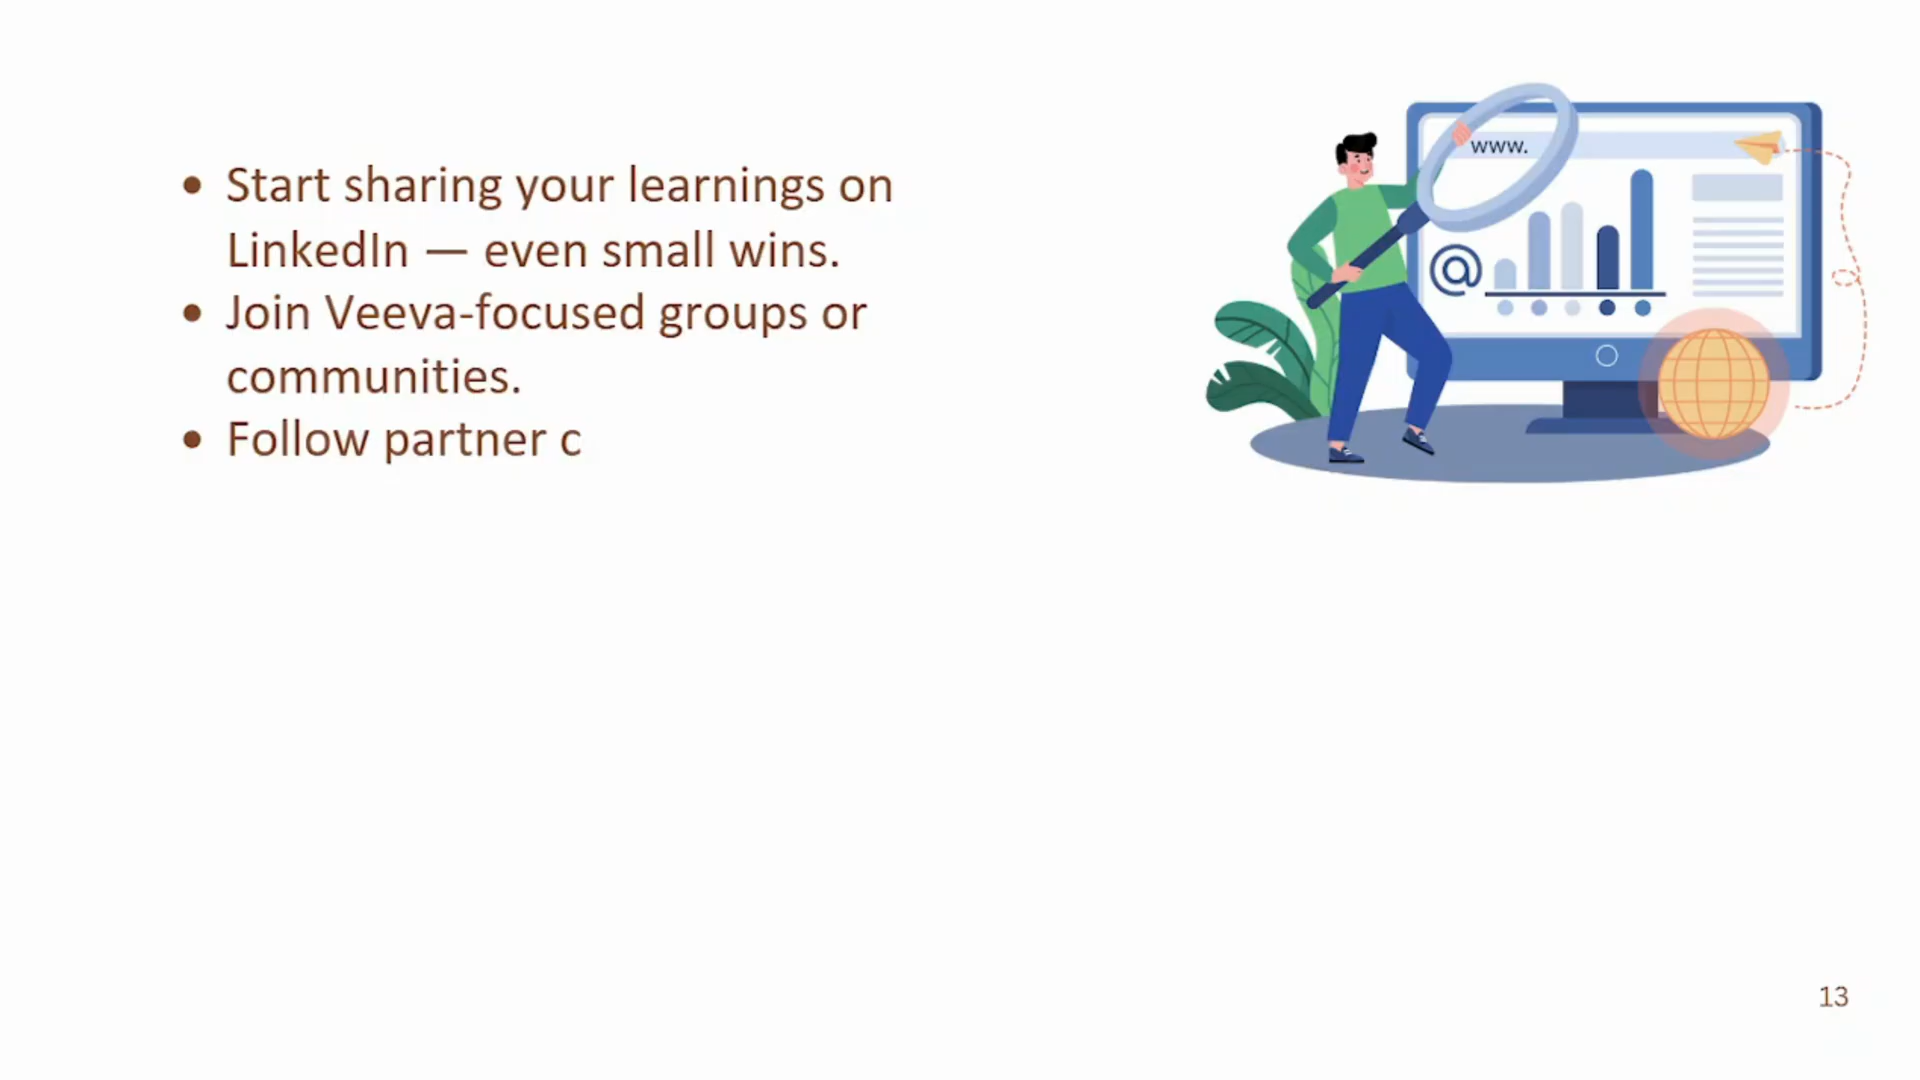 • Start sharing your learnings on
LinkedIn — even small wins.
• Join Veeva-focused groups or
communities.
• Follow partner c
www.
@
13